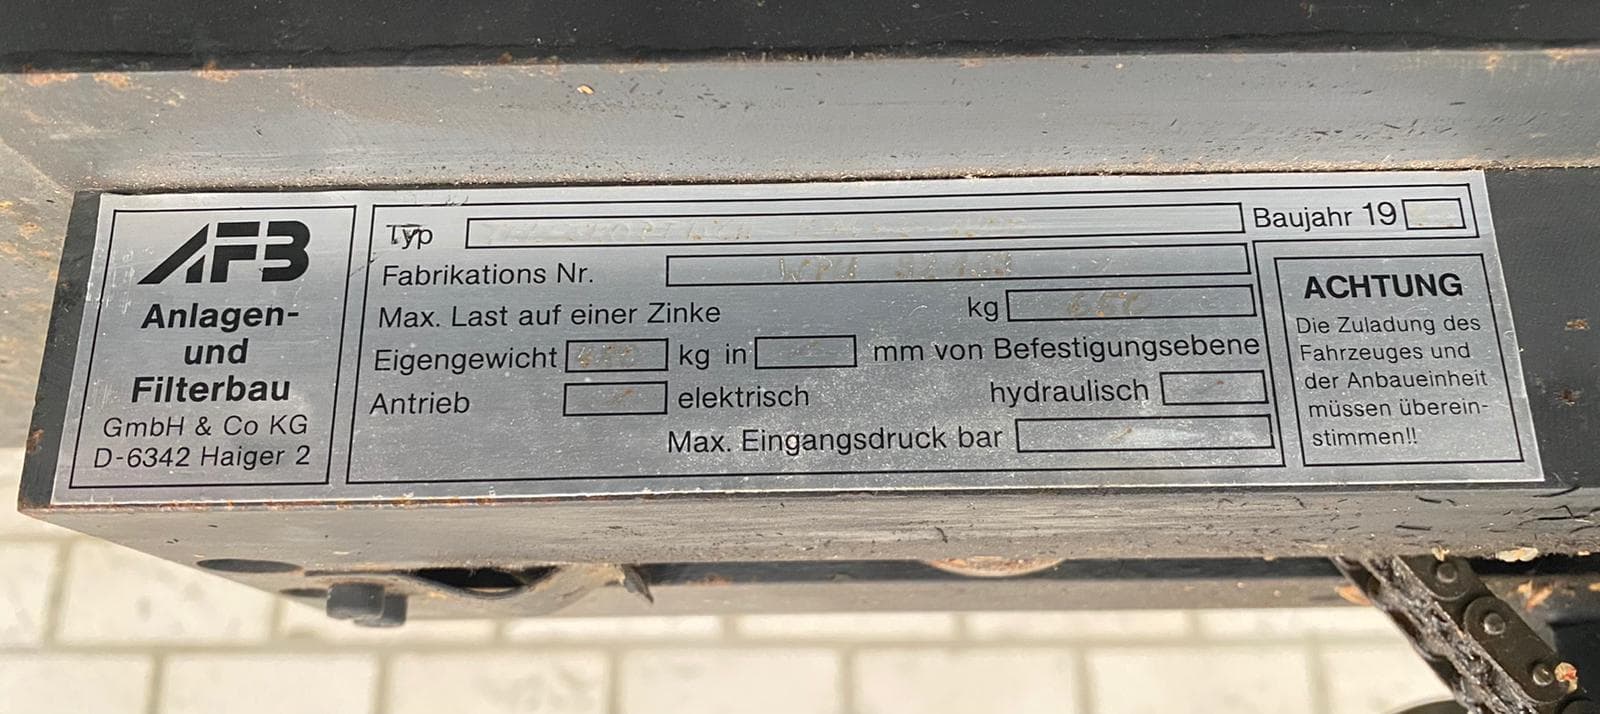 AFB
Anlagen-
und
Filterbau
GmbH & Co KG
D-6342 Haiger 2
Typ
Baujahr 19
Fabrikations Nr.
Max. Last auf einer Zinke kg
Eigengewicht kg in mm von Befestigungsebene
Antrieb elektrisch hydraulisch
Max. Eingangsdruck bar
ACHTUNG
Die Zuladung des
Fahrzeuges und
der Anbaueinheit
müssen überein-
stimmen!!